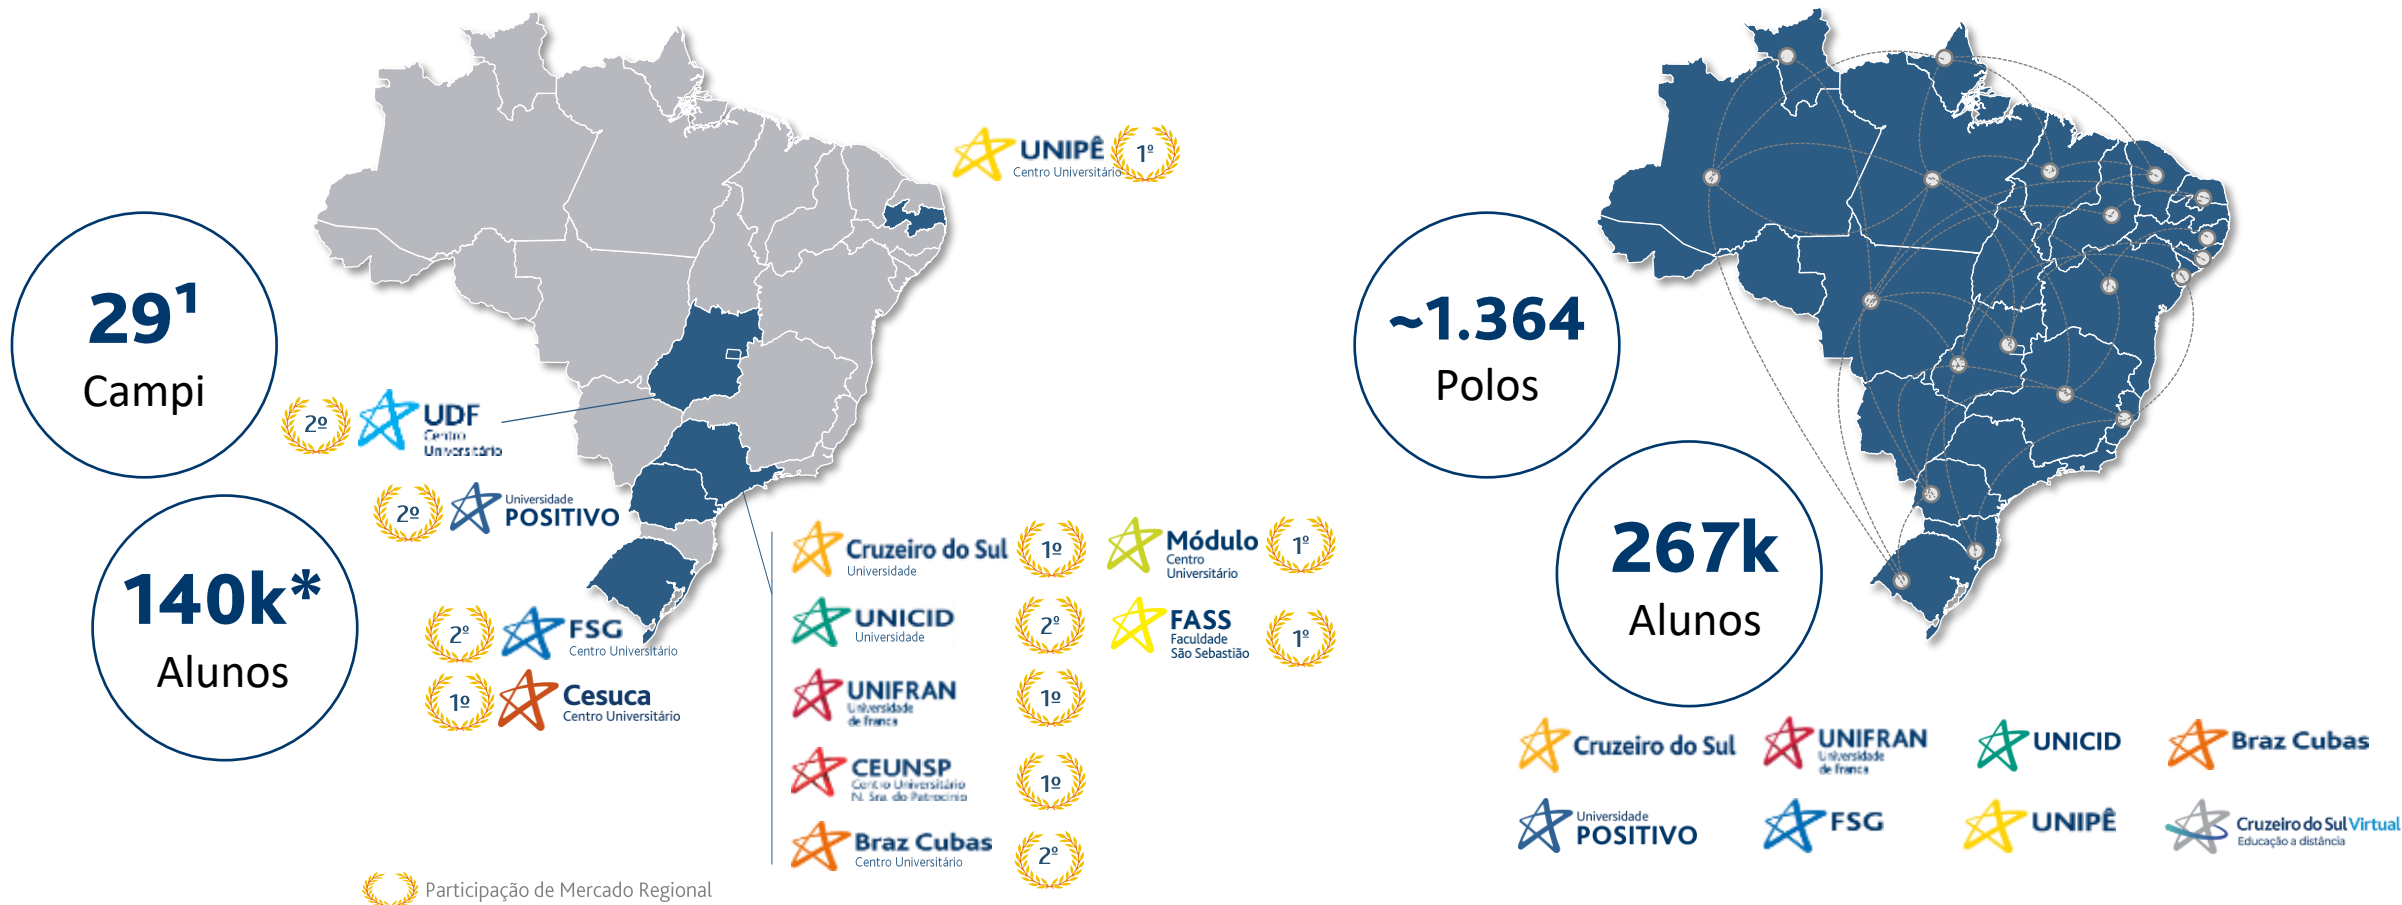 29¹
Campi
140k*
Alunos
UNIPÊ
Centro Universitário
1º
2º
UDF
Centro
Universitário
2º
Universidade
POSITIVO
2º
FSG
Centro Universitário
1º
Cesuca
Centro Universitário
Cruzeiro do Sul
Universidade
1º
Módulo
Centro
Universitário
1º
UNICID
Universidade
2º
FASS
Faculdade
São Sebastião
1º
UNIFRAN
Universidade
de Franca
1º
CEUNSP
Centro Universitário
N. Sra. do Patrocínio
1º
Braz Cubas
Centro Universitário
2º
Participação de Mercado Regional
~1.364
Polos
267k
Alunos
Cruzeiro do Sul
UNIFRAN
Universidade
de Franca
UNICID
Braz Cubas
Universidade
POSITIVO
FSG
UNIPÊ
Cruzeiro do Sul Virtual
Educação a distância